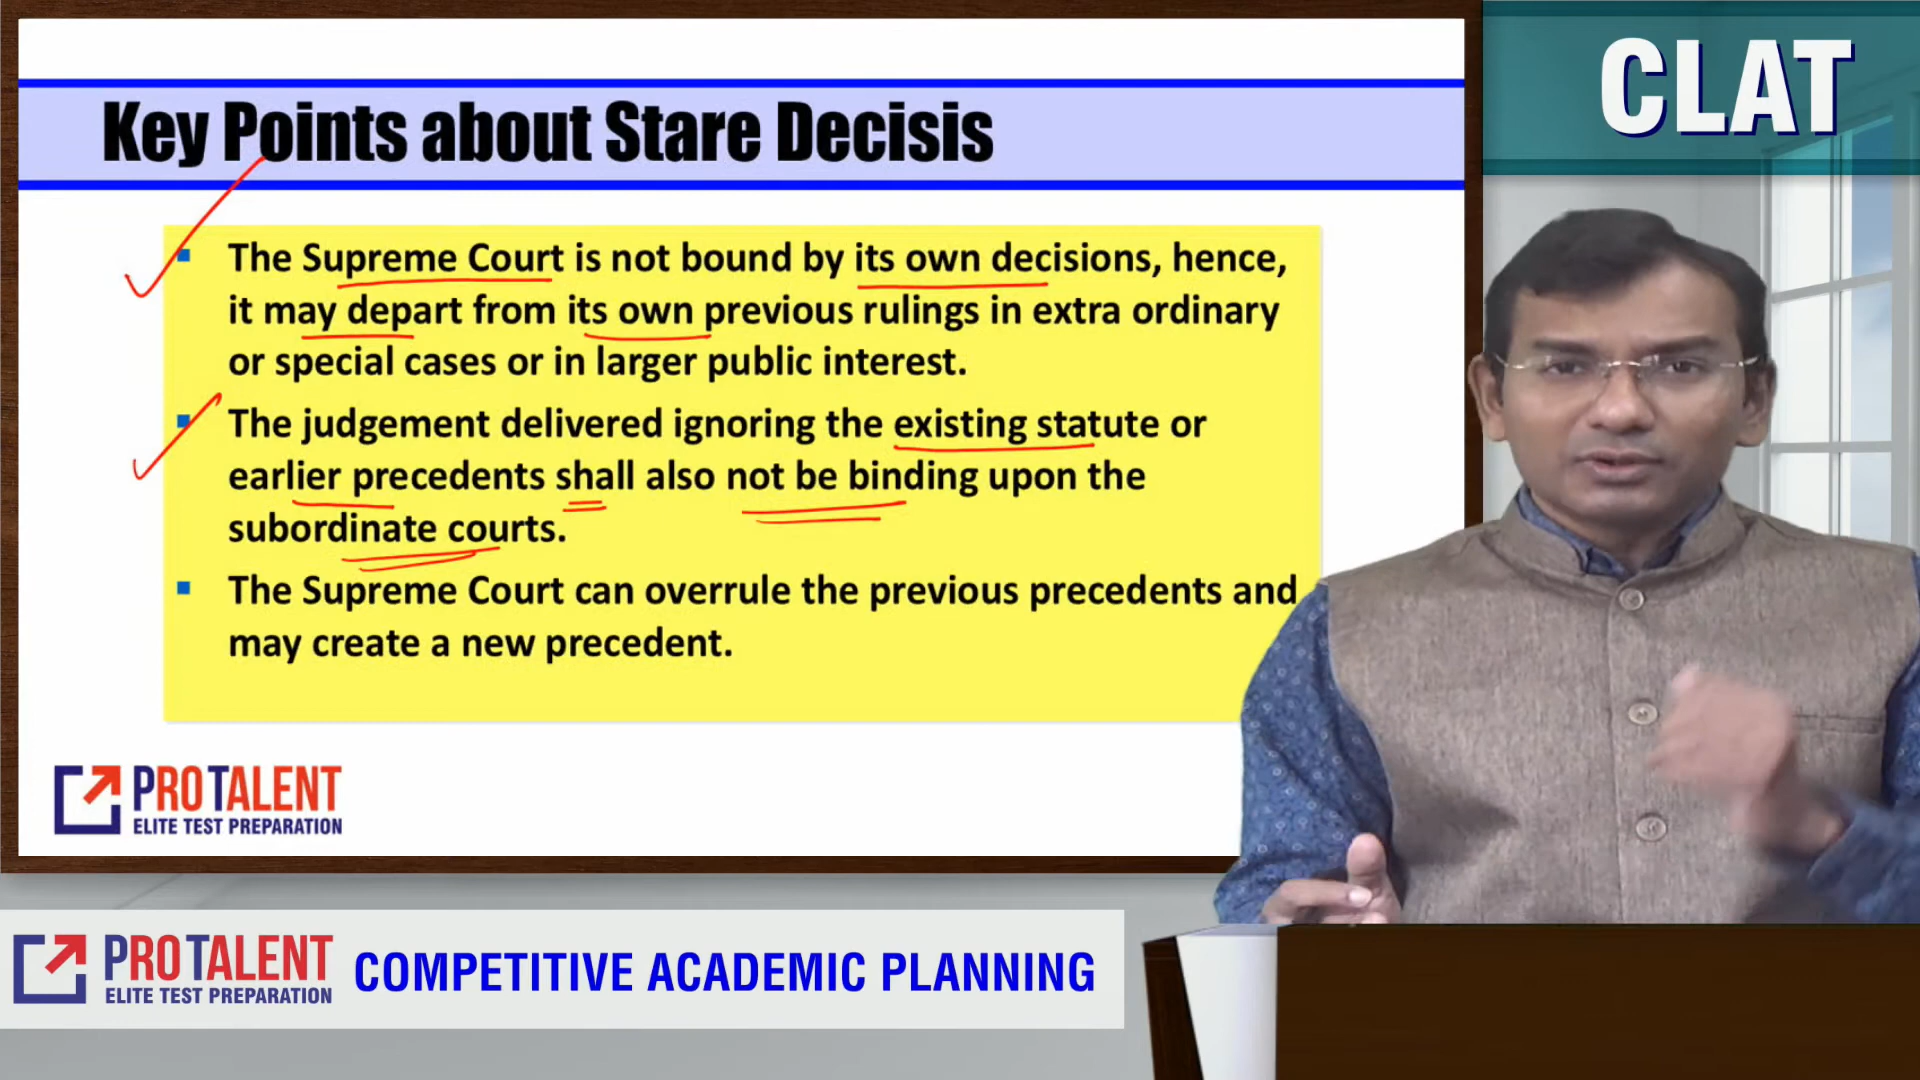 CLAT
Key Points about Stare Decisis
The Supreme Court is not bound by its own decisions, hence,
it may depart from its own previous rulings in extra ordinary
or special cases or in larger public interest.
The judgement delivered ignoring the existing statute or
earlier precedents shall also not be binding upon the
subordinate courts.
The Supreme Court can overrule the previous precedents and
may create a new precedent.
PRO TALENT
ELITE TEST PREPARATION
PRO TALENT
ELITE TEST PREPARATION
COMPETITIVE ACADEMIC PLANNING